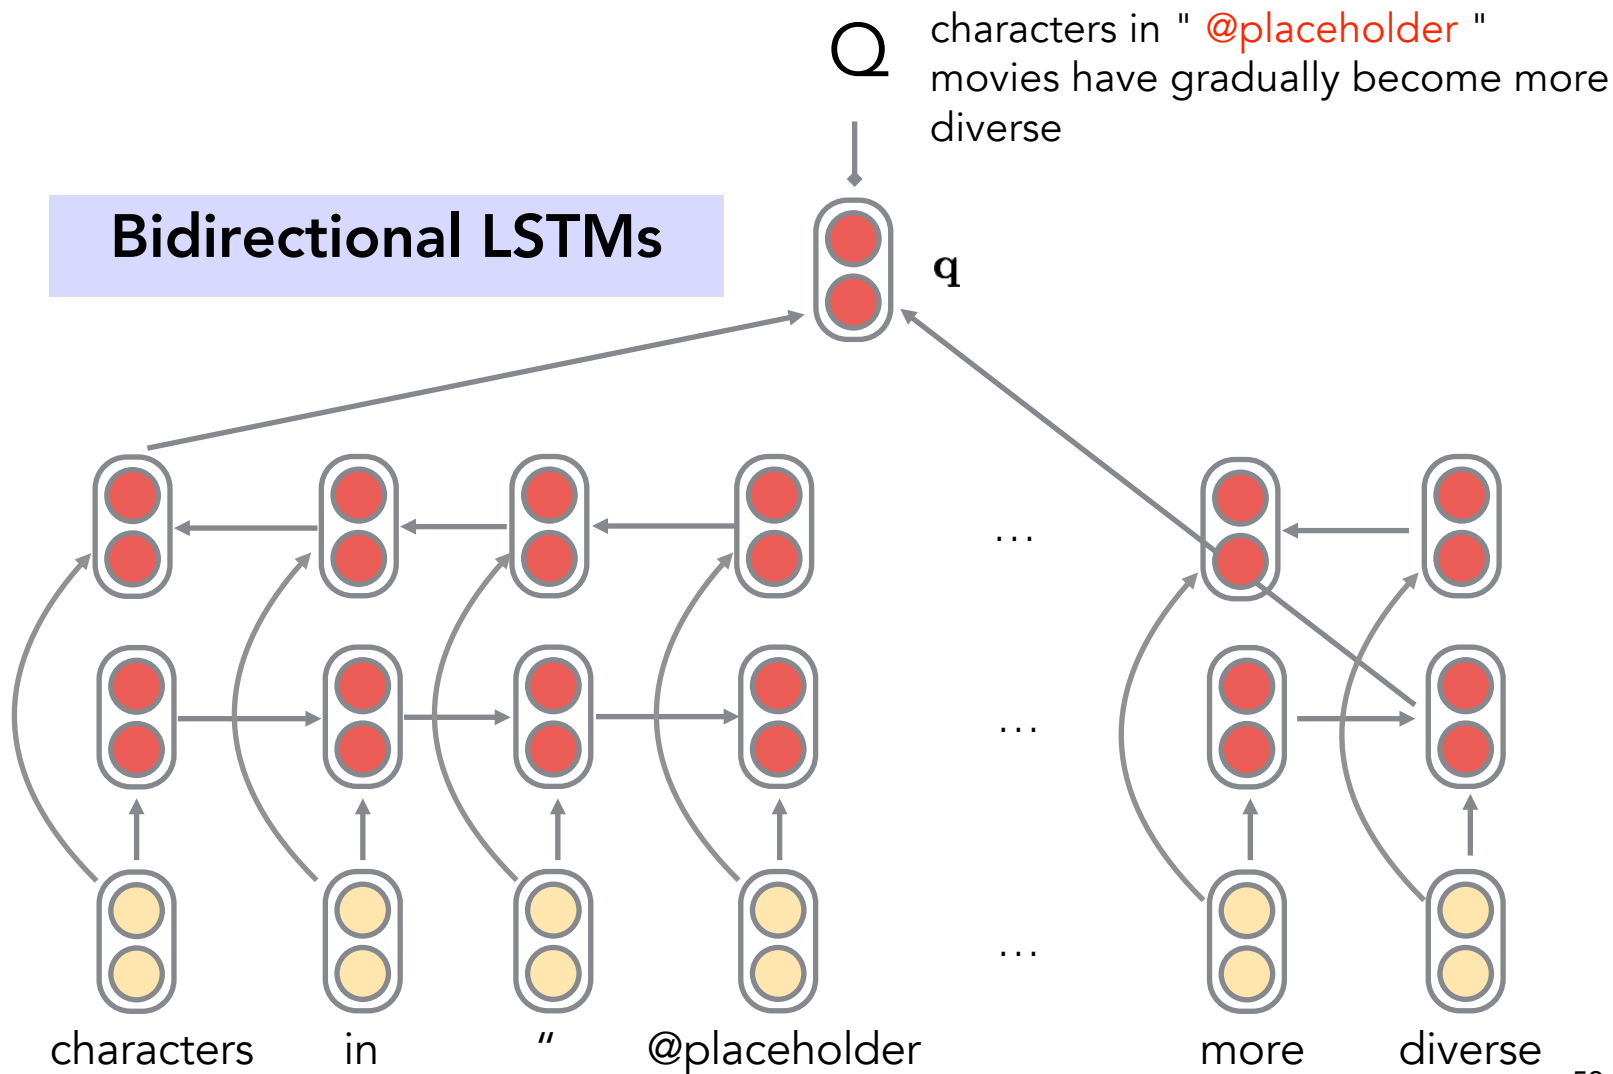 Q
characters in " @placeholder "
movies have gradually become more
diverse
Bidirectional LSTMs
q
...
...
...
characters in “ @placeholder more diverse